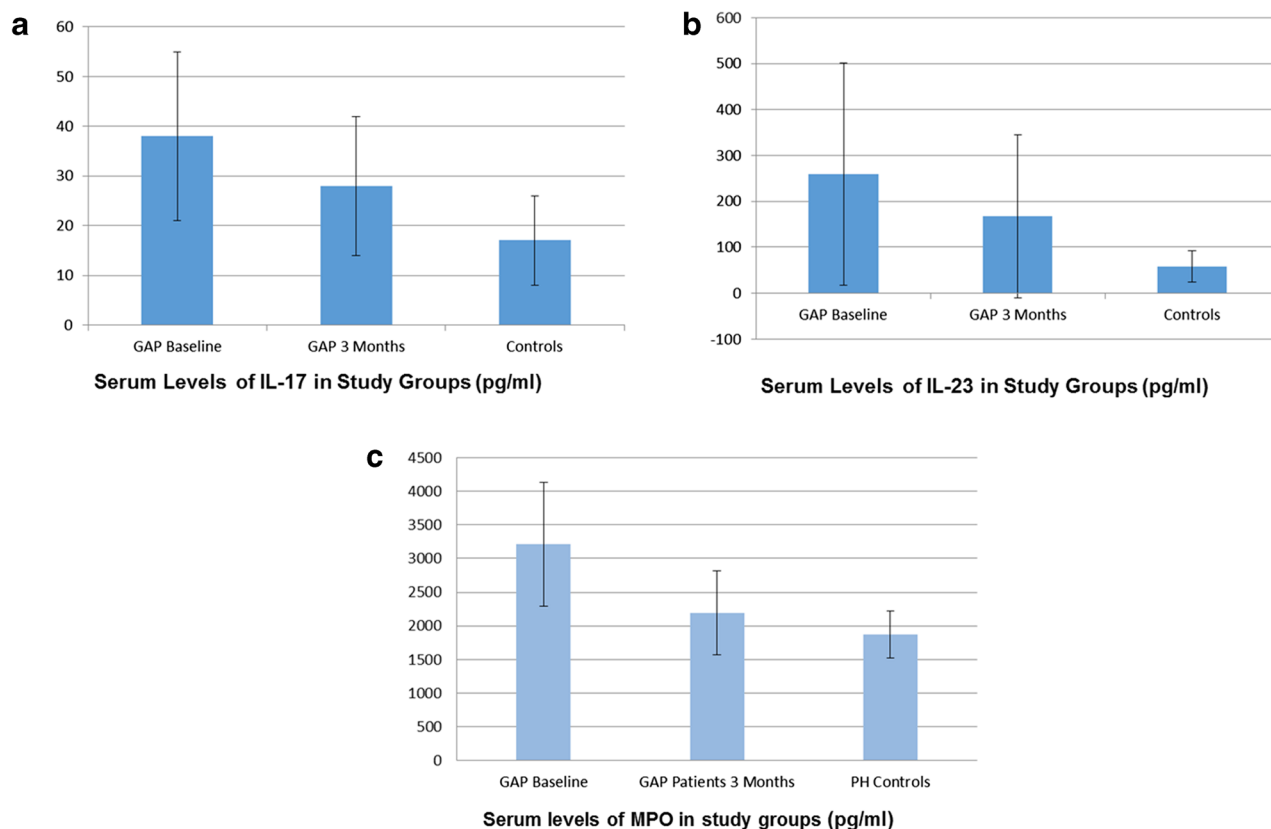 a
60
50
40
30
20
10
0
GAP Baseline GAP 3 Months Controls
Serum Levels of IL-17 in Study Groups (pg/ml)
b
600
500
400
300
200
100
0
-100
GAP Baseline GAP 3 Months Controls
Serum Levels of IL-23 in Study Groups (pg/ml)
c
4500
4000
3500
3000
2500
2000
1500
1000
500
0
GAP Baseline GAP Patients 3 Months PH Controls
Serum levels of MPO in study groups (pg/ml)